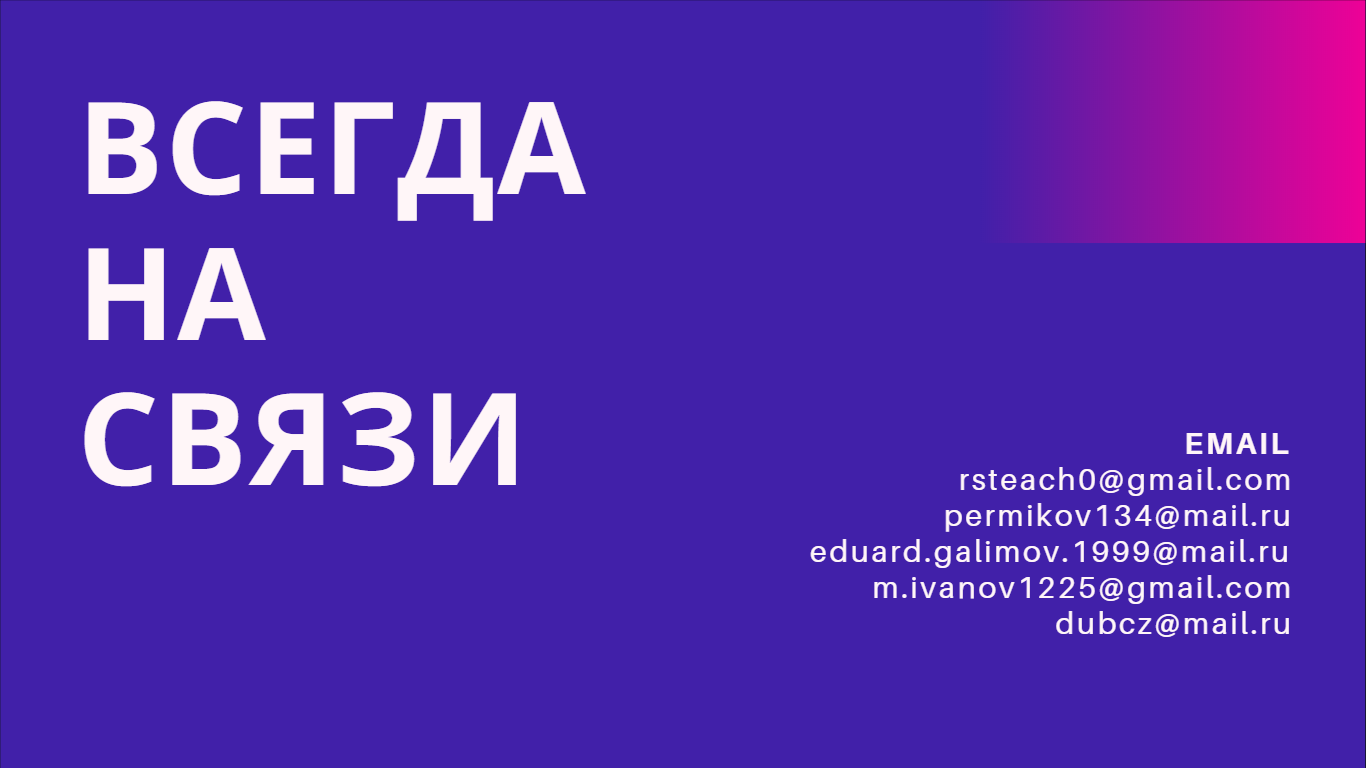 ВСЕГДА
НА
СВЯЗИ
EMAIL
rsteach0@gmail.com
permikov134@mail.ru
eduard.galimov.1999@mail.ru
m.ivanov1225@gmail.com
dubcz@mail.ru